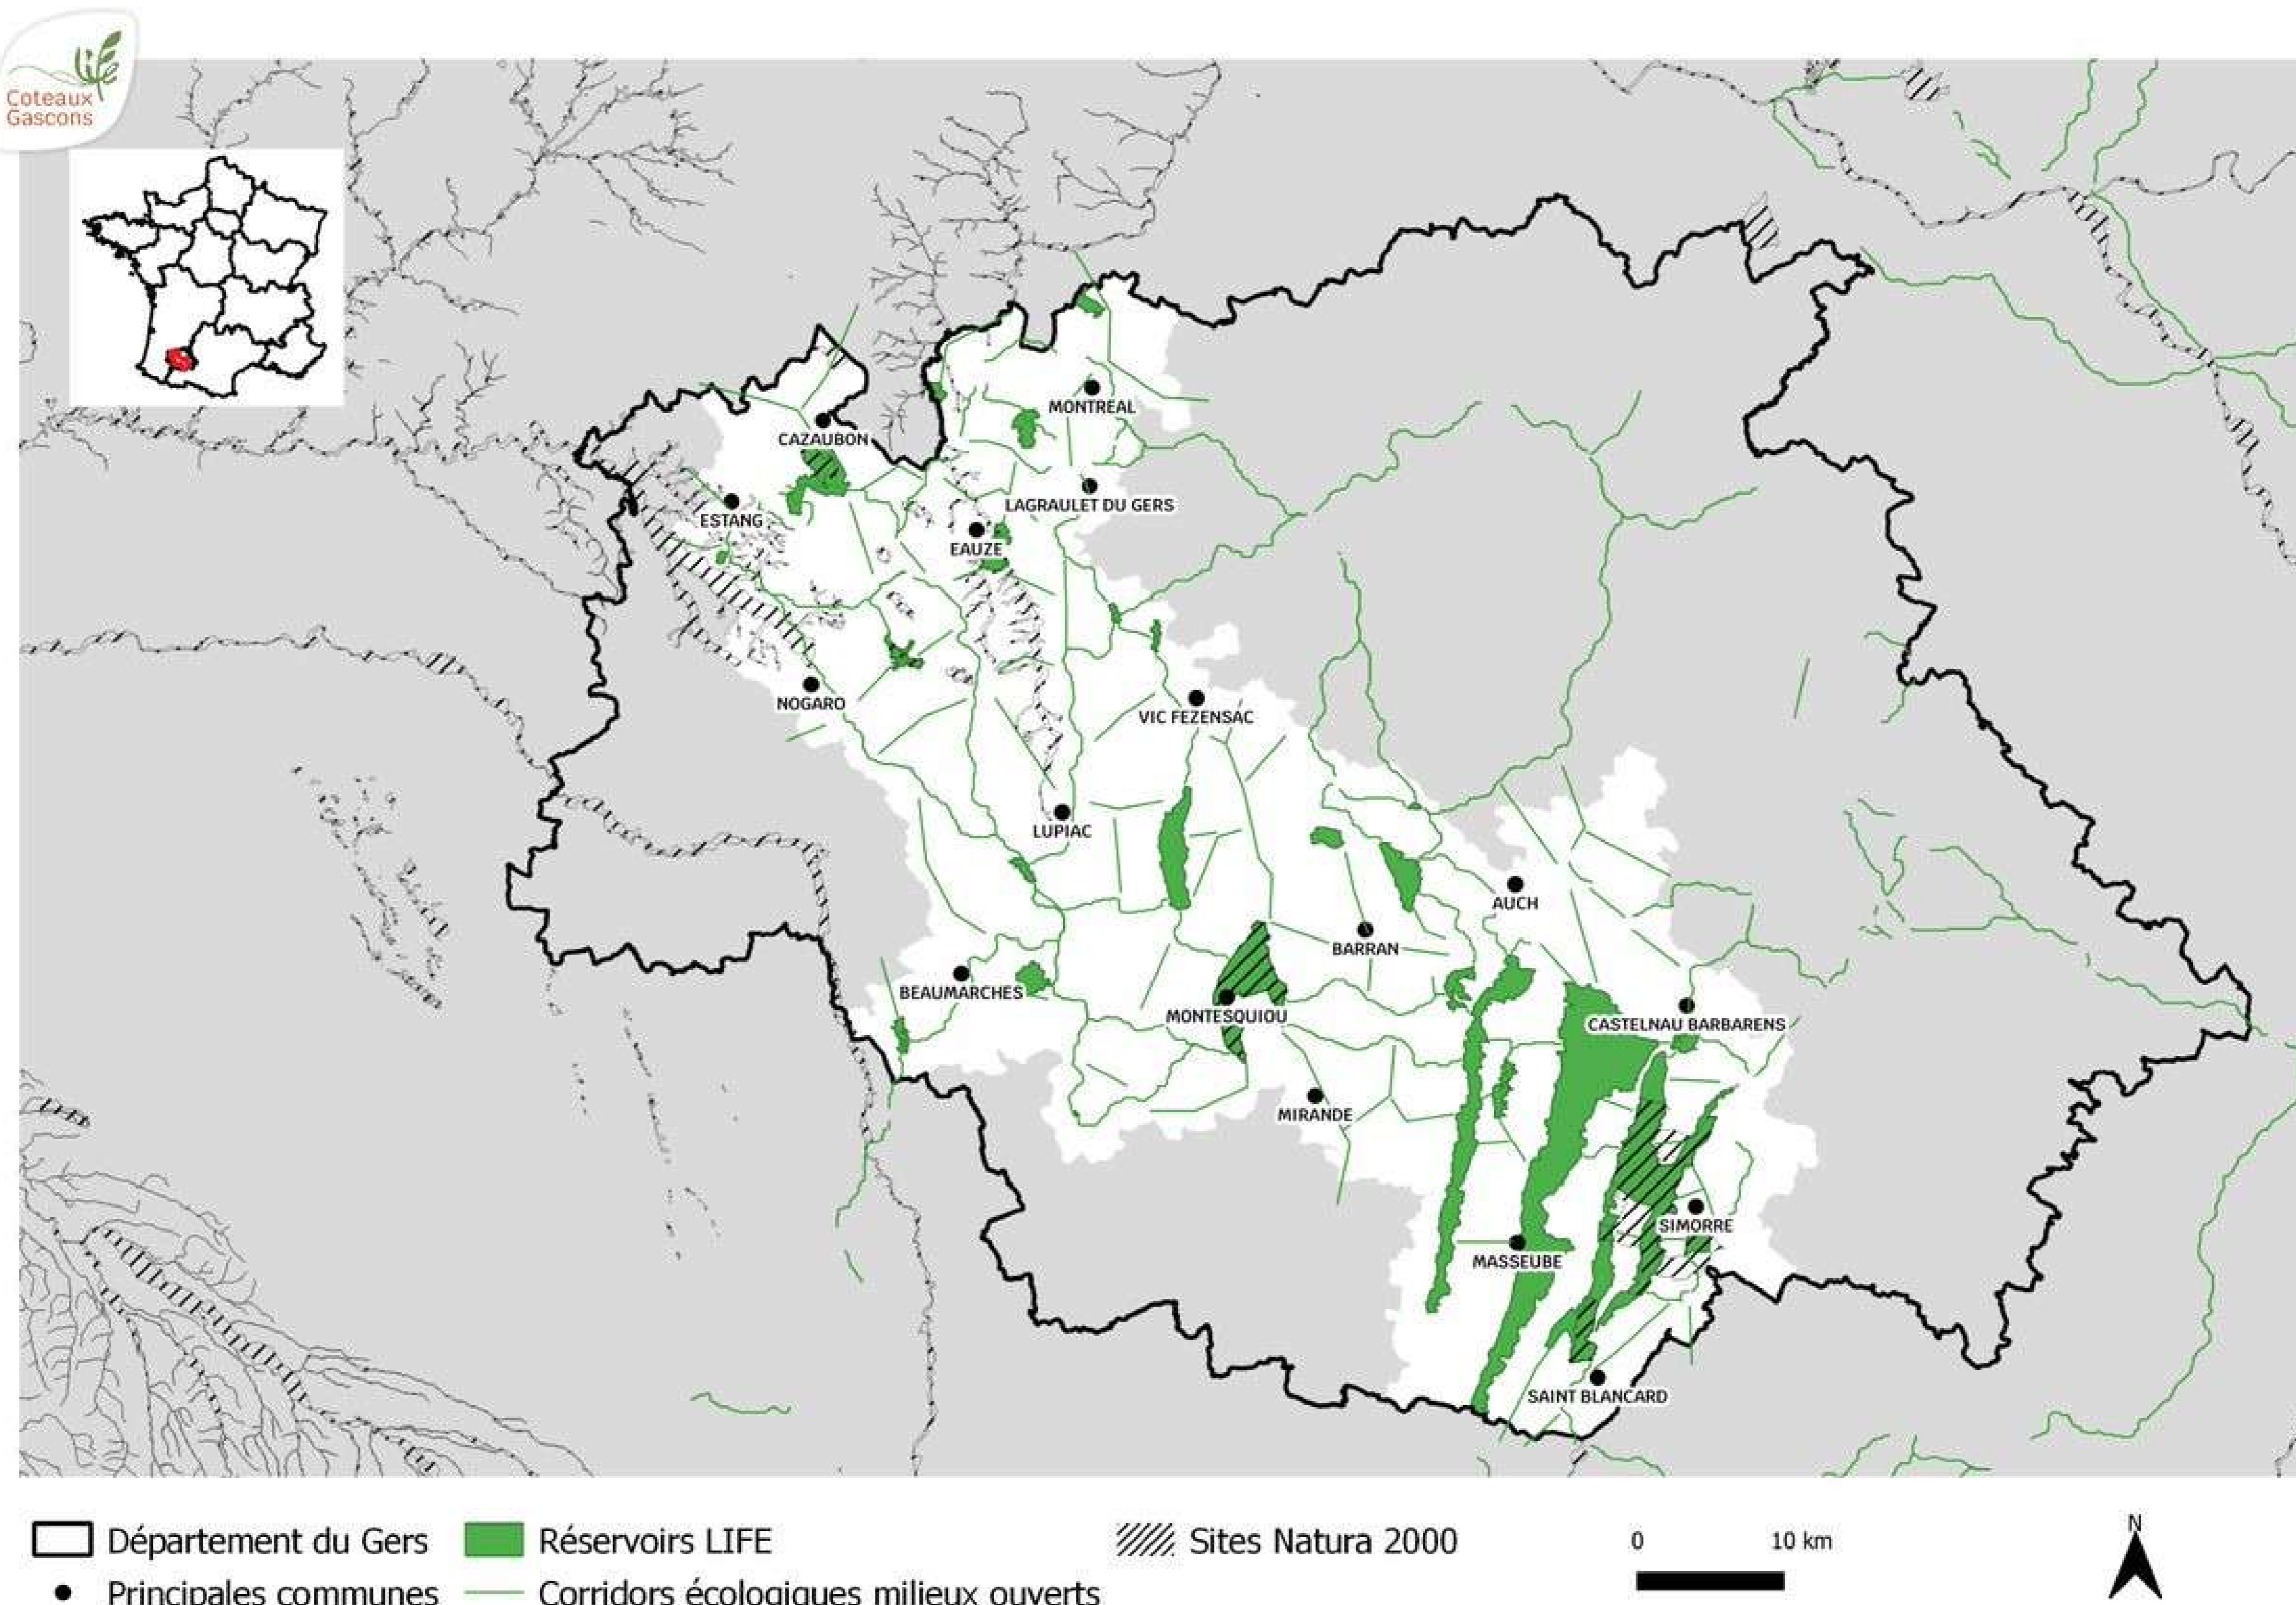 LiFE
Coteaux
Gascons
MONTREAL
CAZAUBON
LAGRAULET DU GERS
ESTANG
EAUZE
NOGARO
VIC FEZENSAC
LUPIAC
AUCH
BARRAN
BEAUMARCHES
MONTESQUIOU
CASTELNAU BARBARENS
MIRANDE
SIMORRE
MASSEUBE
SAINT BLANCARD
Département du Gers
Réservoirs LIFE
Sites Natura 2000
0 10 km
N
Principales communes
Corridors écologiques milieux ouverts